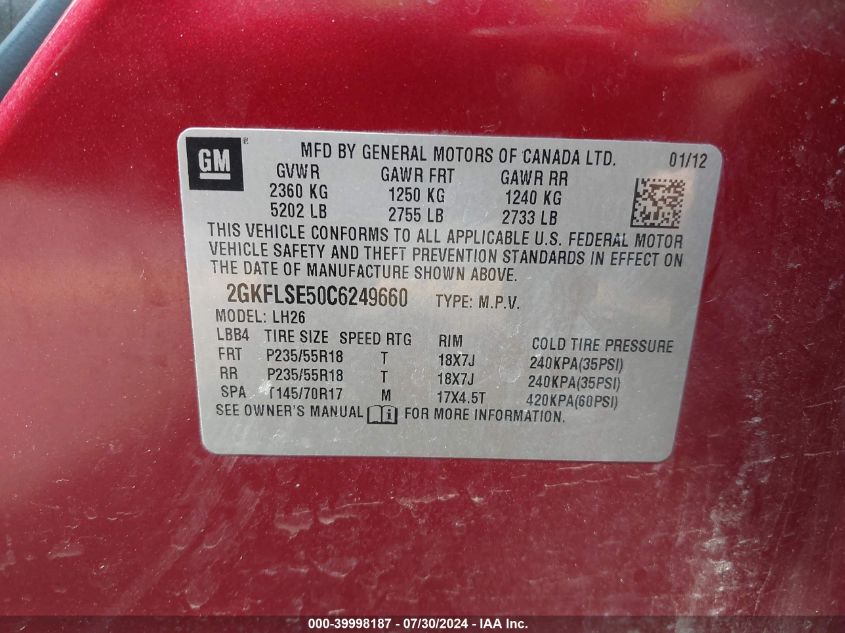 GM ® MFD BY GENERAL MOTORS OF CANADA LTD. 01/12
GVWR GAWR FRT GAWR RR
2360 KG 1250 KG 1240 KG
5202 LB 2755 LB 2733 LB
THIS VEHICLE CONFORMS TO ALL APPLICABLE U.S. FEDERAL MOTOR
VEHICLE SAFETY AND THEFT PREVENTION STANDARDS IN EFFECT ON
THE DATE OF MANUFACTURE SHOWN ABOVE.
2GKFLSE50C6249660 TYPE: M.P.V.
MODEL: LH26
LBB4 TIRE SIZE SPEED RTG RIM COLD TIRE PRESSURE
FRT P235/55R18 T 18X7J 240KPA(35PSI)
RR P235/55R18 T 18X7J 240KPA(35PSI)
SPA T145/70R17 M 17X4.5T 420KPA(60PSI)
SEE OWNER'S MANUAL i FOR MORE INFORMATION.
000-39998187 - 07/30/2024 - IAA Inc.